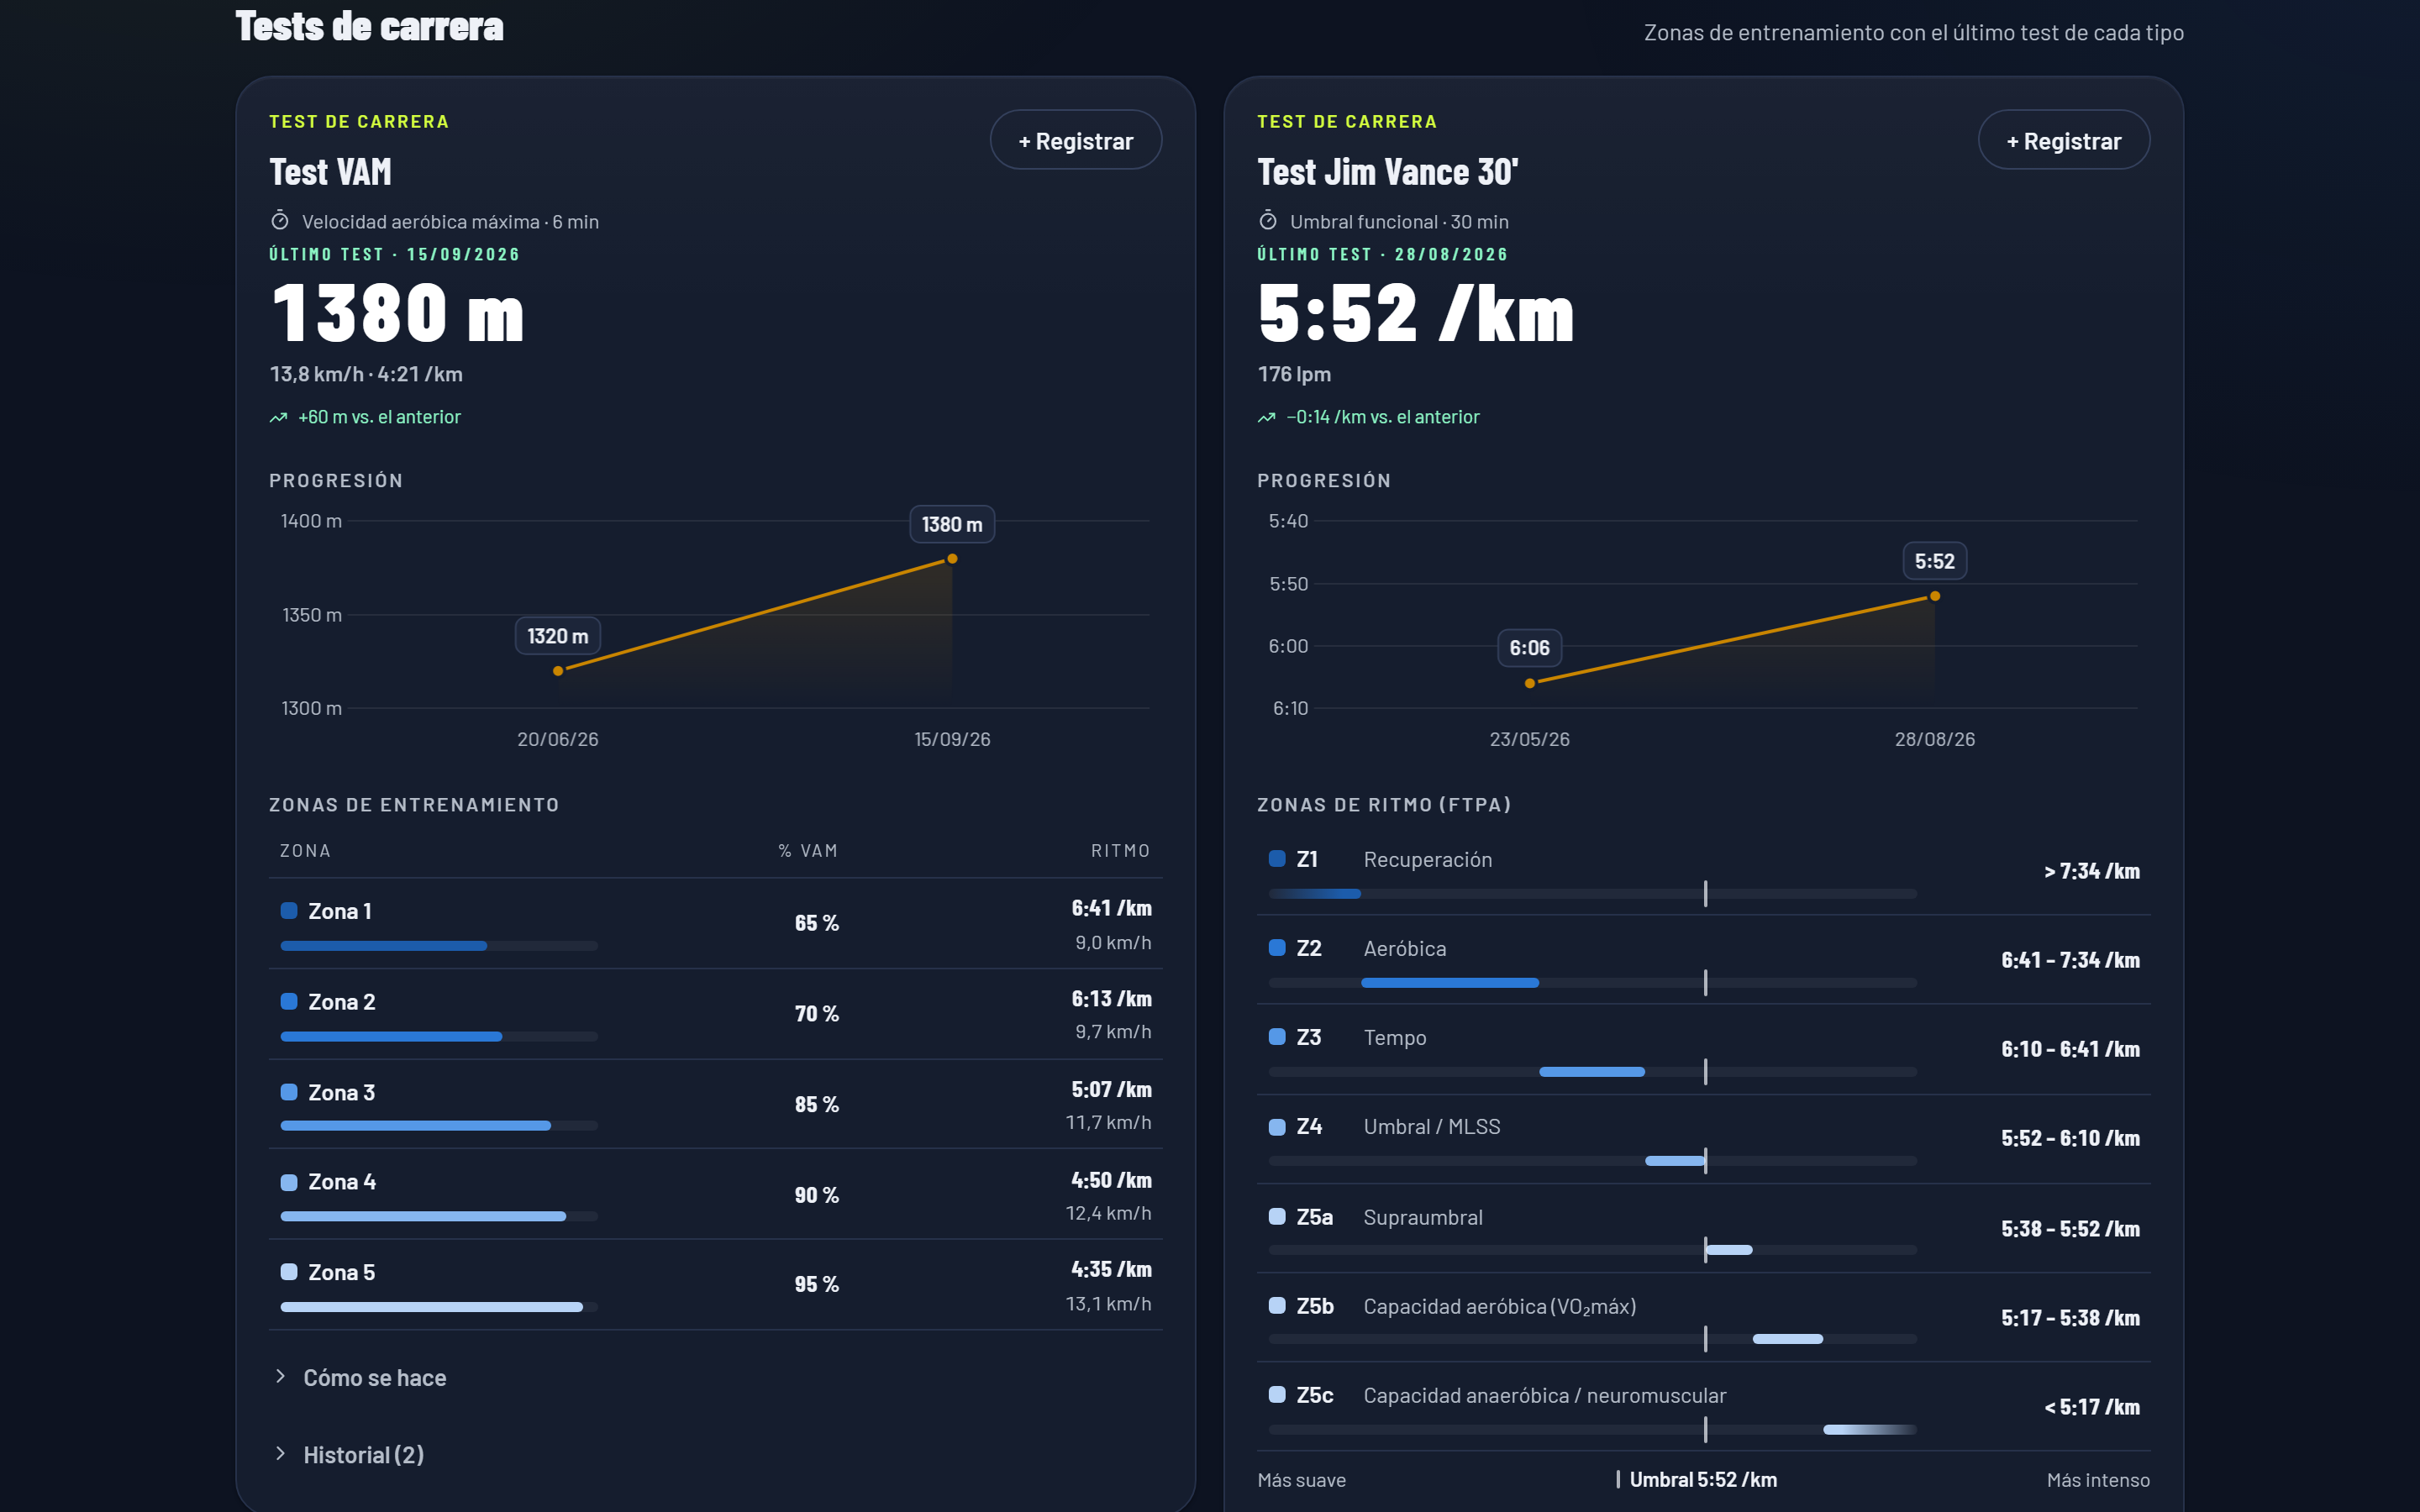 Tests de carrera
Zonas de entrenamiento con el último test de cada tipo
TEST DE CARRERA
+ Registrar
Test VAM
Velocidad aeróbica máxima · 6 min
ÚLTIMO TEST · 15/09/2026
1380 m
13,8 km/h · 4:21 /km
+60 m vs. el anterior
PROGRESIÓN
1400 m
1380 m
1350 m
1320 m
1300 m
20/06/26
15/09/26
ZONAS DE ENTRENAMIENTO
ZONA % VAM RITMO
Zona 1 65 % 6:41 /km
9,0 km/h
Zona 2 70 % 6:13 /km
9,7 km/h
Zona 3 85 % 5:07 /km
11,7 km/h
Zona 4 90 % 4:50 /km
12,4 km/h
Zona 5 95 % 4:35 /km
13,1 km/h
Cómo se hace
Historial (2)
TEST DE CARRERA
+ Registrar
Test Jim Vance 30'
Umbral funcional · 30 min
ÚLTIMO TEST · 28/08/2026
5:52 /km
176 lpm
−0:14 /km vs. el anterior
PROGRESIÓN
5:40
5:52
5:50
6:00
6:06
6:10
23/05/26
28/08/26
ZONAS DE RITMO (FTPA)
Z1 Recuperación > 7:34 /km
Z2 Aeróbica 6:41 – 7:34 /km
Z3 Tempo 6:10 – 6:41 /km
Z4 Umbral / MLSS 5:52 – 6:10 /km
Z5a Supraumbral 5:38 – 5:52 /km
Z5b Capacidad aeróbica (VO₂máx) 5:17 – 5:38 /km
Z5c Capacidad anaeróbica / neuromuscular < 5:17 /km
Más suave
Umbral 5:52 /km
Más intenso